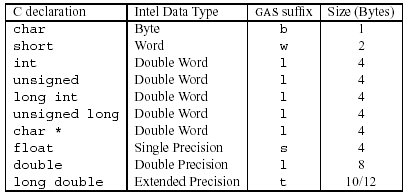 C declaration Intel Data Type GAS suffix Size (Bytes)
char Byte b 1
short Word w 2
int Double Word l 4
unsigned Double Word l 4
long int Double Word l 4
unsigned long Double Word l 4
char * Double Word l 4
float Single Precision s 4
double Double Precision l 8
long double Extended Precision t 10/12